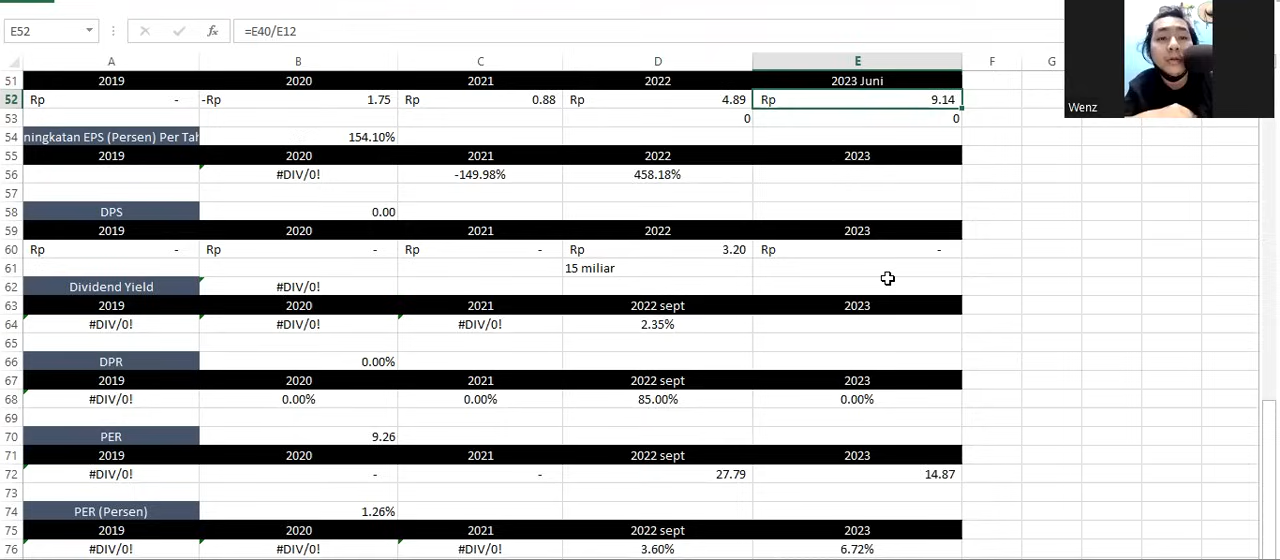 E52 fx =E40/E12
A B C D E F G
51 2019 2020 2021 2022 2023 Juni
52 Rp - -Rp 1.75 Rp 0.88 Rp 4.89 Rp 9.14
Wenz
53 0 0
54 ningkatan EPS (Persen) Per Tah 154.10%
55 2019 2020 2021 2022 2023
56 #DIV/0! -149.98% 458.18%
57
58 DPS 0.00
59 2019 2020 2021 2022 2023
60 Rp - Rp - Rp - Rp 3.20 Rp -
61 15 miliar
62 Dividend Yield #DIV/0!
63 2019 2020 2021 2022 sept 2023
64 #DIV/0! #DIV/0! #DIV/0! 2.35%
65
66 DPR 0.00%
67 2019 2020 2021 2022 sept 2023
68 #DIV/0! 0.00% 0.00% 85.00% 0.00%
69
70 PER 9.26
71 2019 2020 2021 2022 sept 2023
72 #DIV/0! - - 27.79 14.87
73
74 PER (Persen) 1.26%
75 2019 2020 2021 2022 sept 2023
76 #DIV/0! #DIV/0! #DIV/0! 3.60% 6.72%